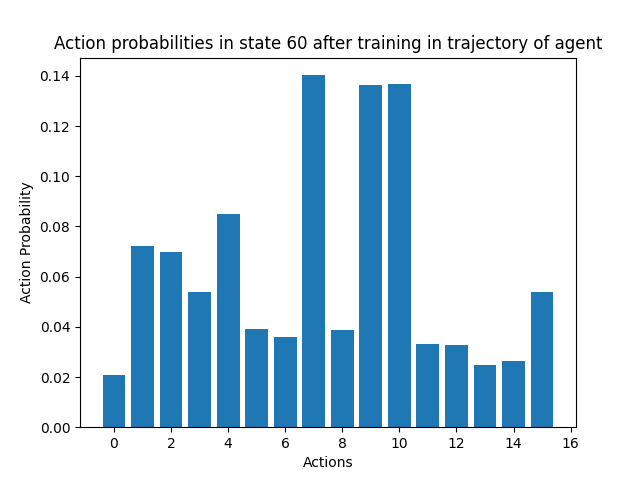 Action probabilities in state 60 after training in trajectory of agent
0.14
0.12
0.10
0.08
0.06
0.04
0.02
0.00
Action Probability
0 2 4 6 8 10 12 14 16
Actions